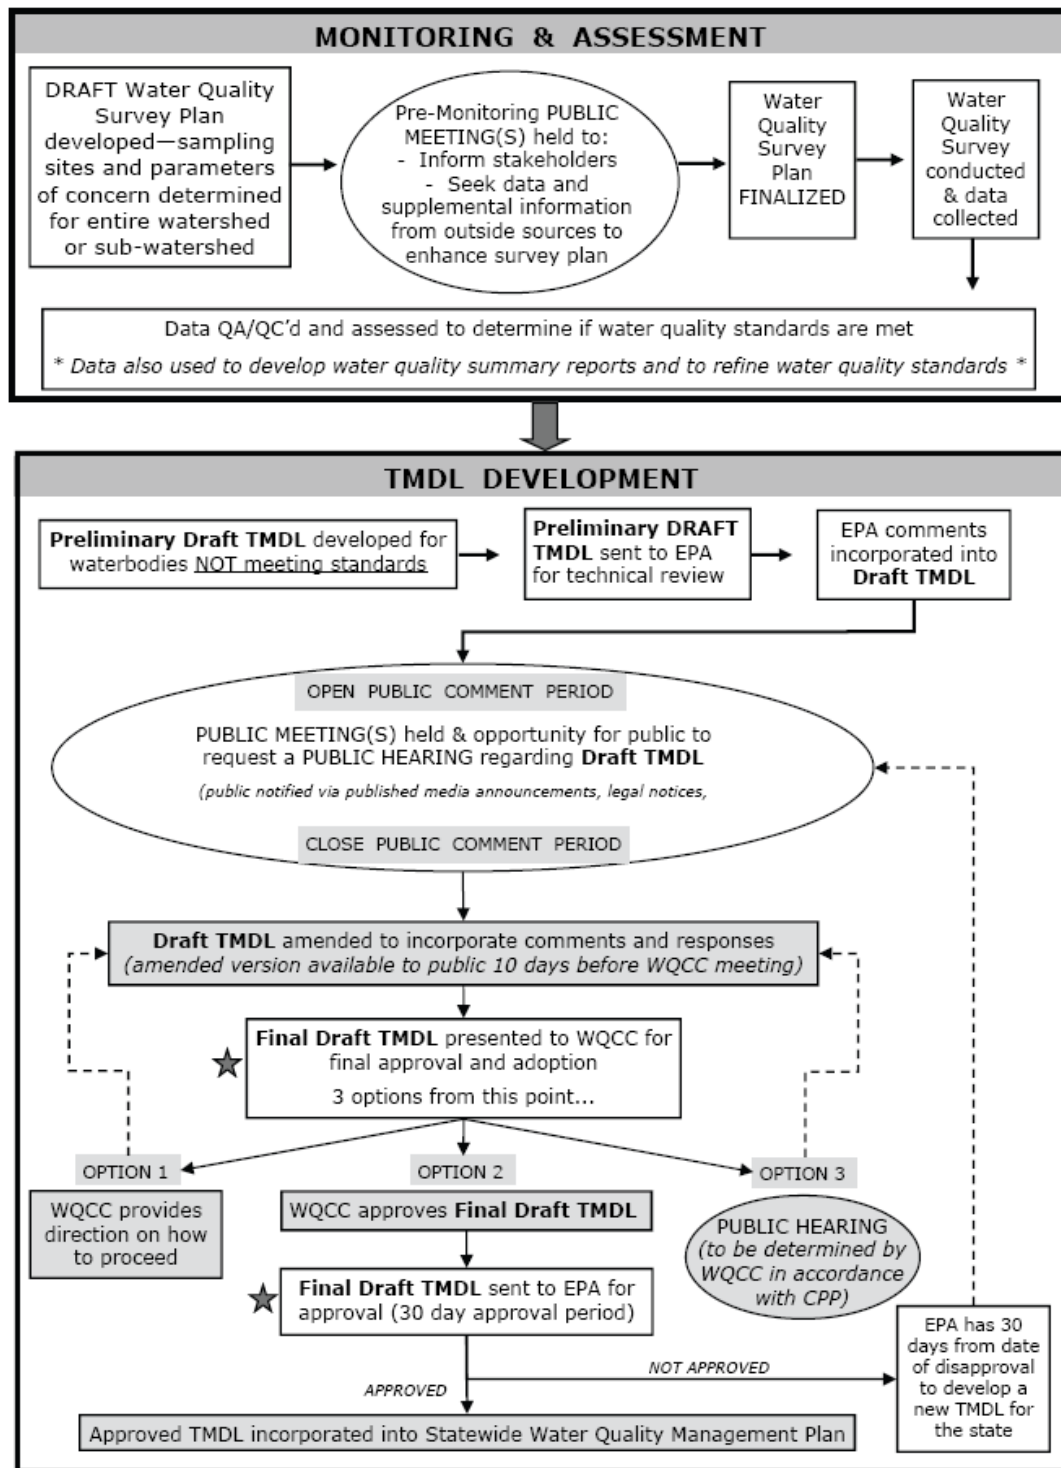 MONITORING & ASSESSMENT
DRAFT Water Quality
Survey Plan
developed—sampling
sites and parameters
of concern determined
for entire watershed
or sub-watershed
Pre-Monitoring PUBLIC
MEETING(S) held to:
- Inform stakeholders
- Seek data and
supplemental information
from outside sources to
enhance survey plan
Water
Quality
Survey
Plan
FINALIZED
Water
Quality
Survey
conducted
& data
collected
Data QA/QC'd and assessed to determine if water quality standards are met
* Data also used to develop water quality summary reports and to refine water quality standards *
TMDL DEVELOPMENT
Preliminary Draft TMDL developed for
waterbodies NOT meeting standards
Preliminary DRAFT
TMDL sent to EPA
for technical review
EPA comments
incorporated into
Draft TMDL
OPEN PUBLIC COMMENT PERIOD
PUBLIC MEETING(S) held & opportunity for public to
request a PUBLIC HEARING regarding Draft TMDL
(public notified via published media announcements, legal notices,
CLOSE PUBLIC COMMENT PERIOD
Draft TMDL amended to incorporate comments and responses
(amended version available to public 10 days before WQCC meeting)
Final Draft TMDL presented to WQCC for
final approval and adoption
3 options from this point...
OPTION 1
WQCC provides
direction on how
to proceed
OPTION 2
WQCC approves Final Draft TMDL
Final Draft TMDL sent to EPA for
approval (30 day approval period)
OPTION 3
PUBLIC HEARING
(to be determined by
WQCC in accordance
with CPP)
NOT APPROVED
APPROVED
EPA has 30
days from date
of disapproval
to develop a
new TMDL for
the state
Approved TMDL incorporated into Statewide Water Quality Management Plan